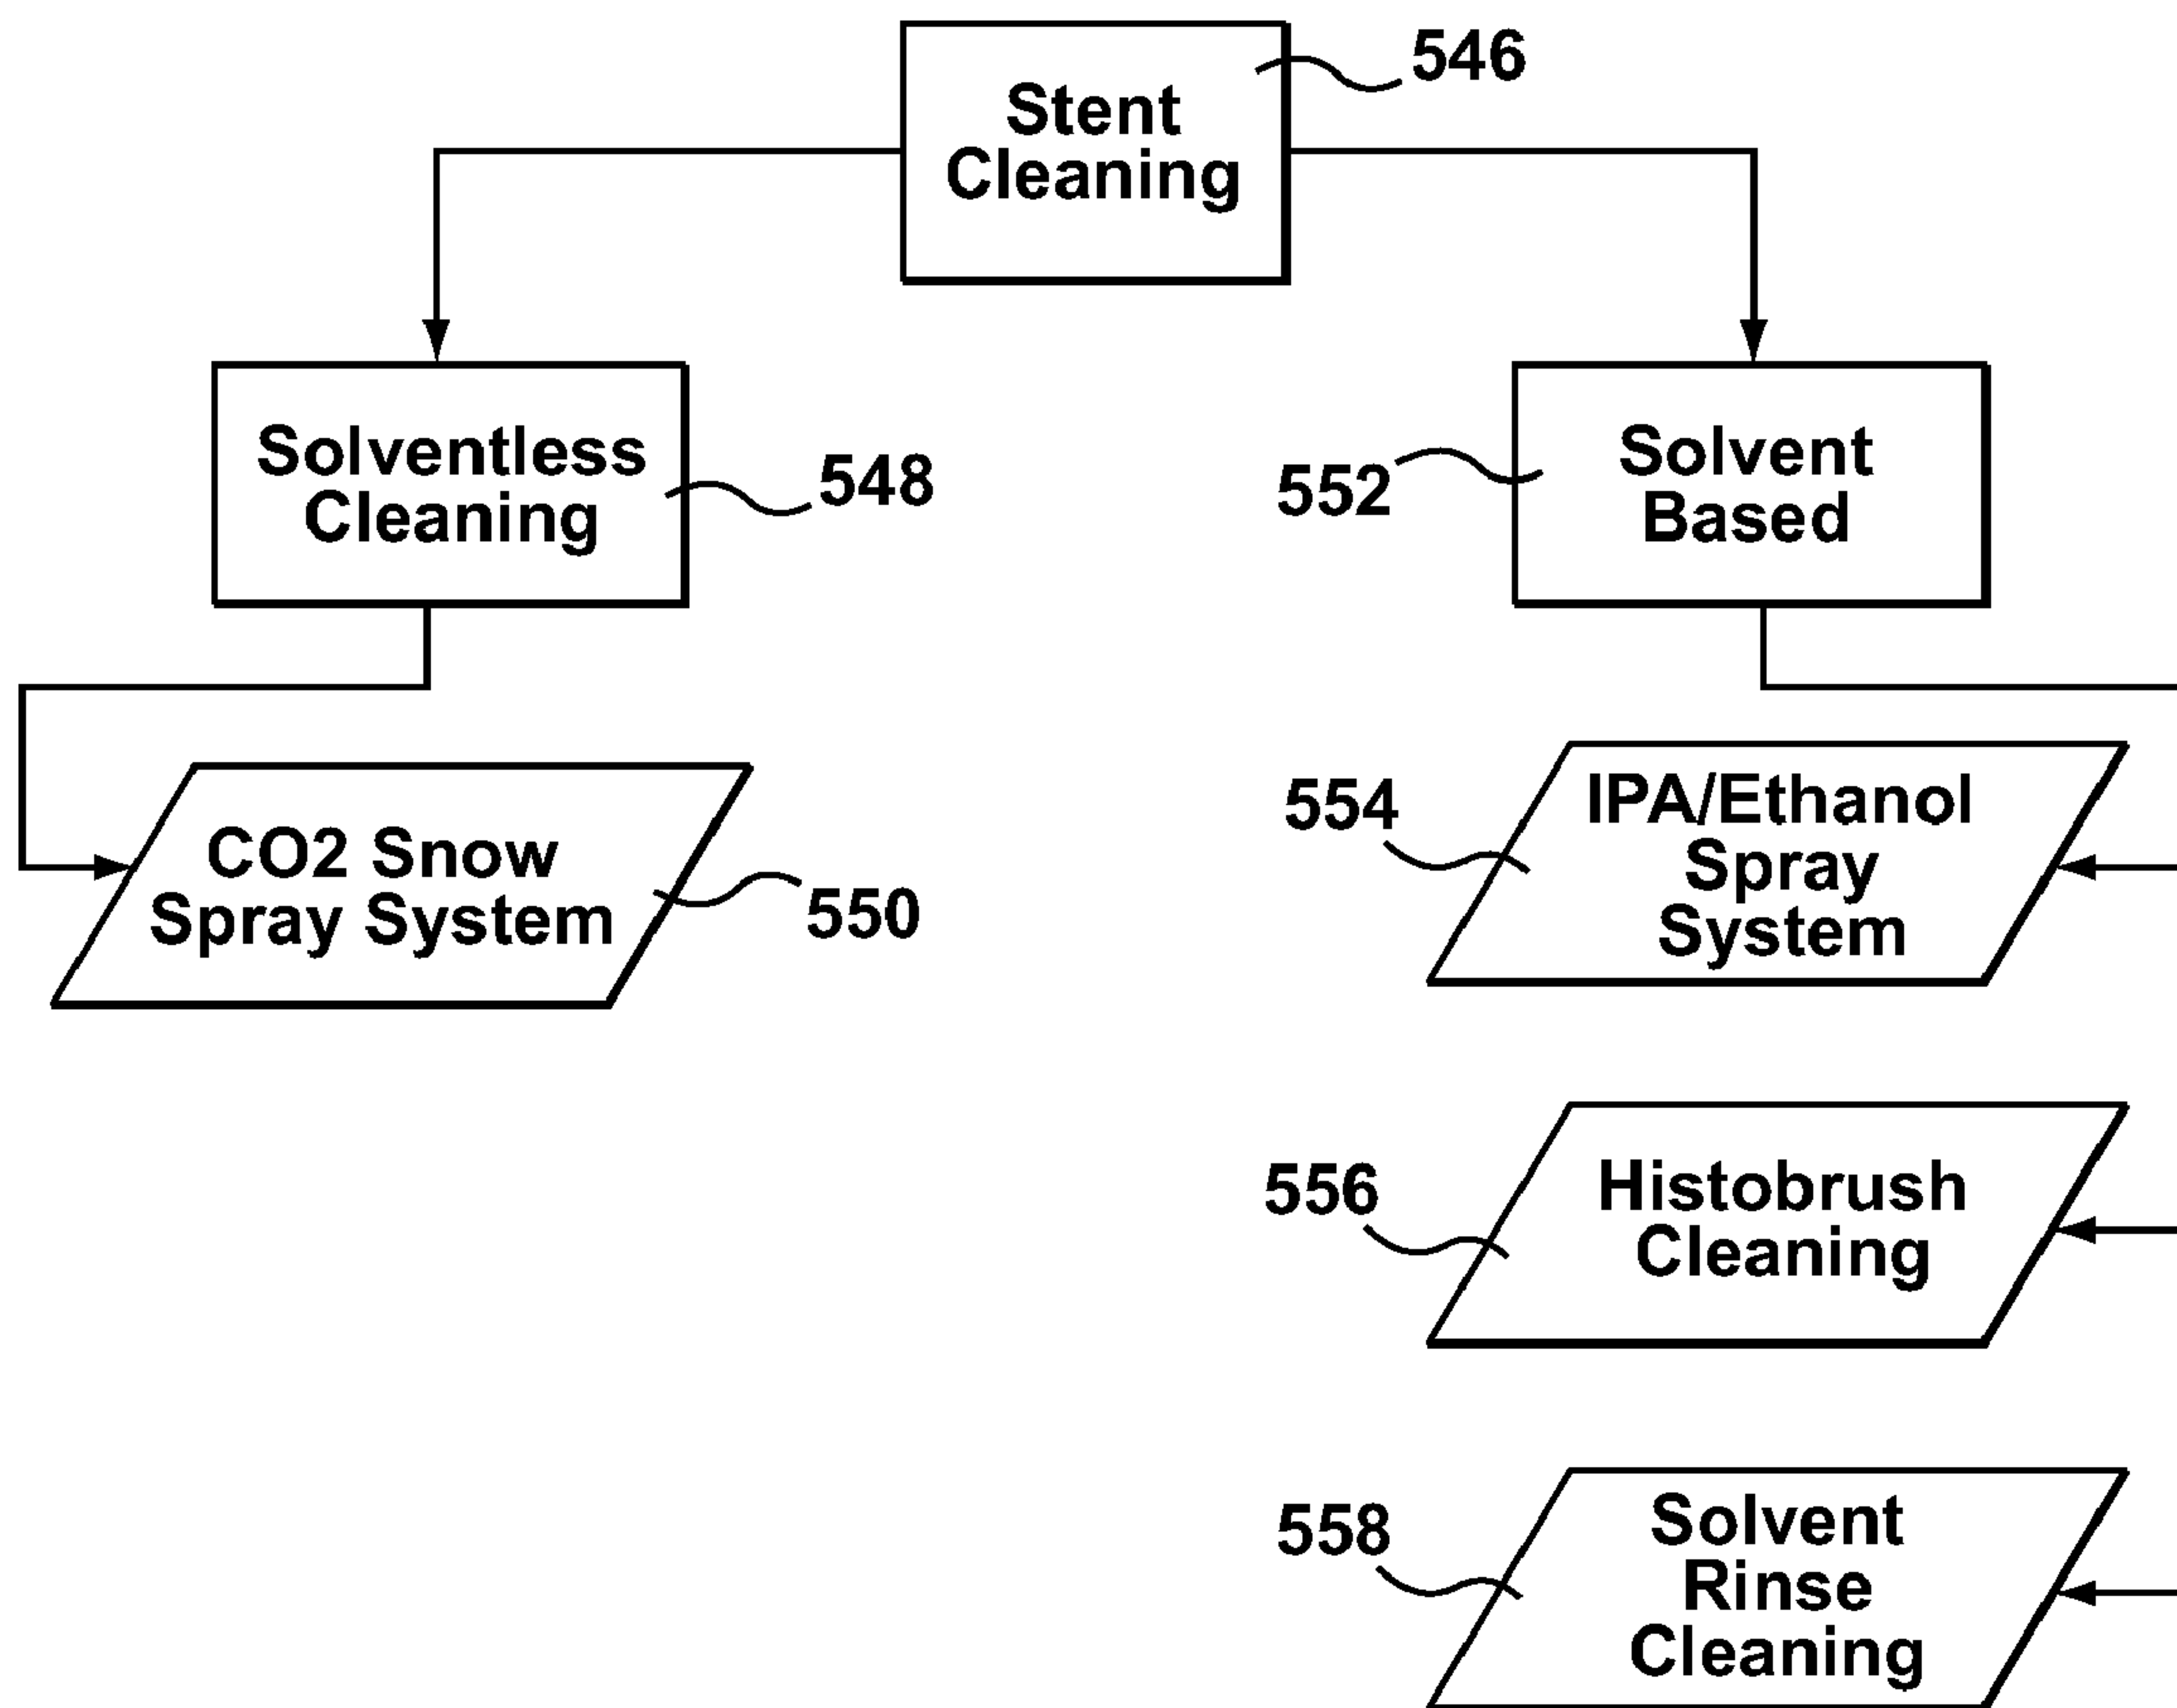 546
Stent
Cleaning
Solventless
Cleaning
548
552
Solvent
Based
CO2 Snow
Spray System
550
554
IPA/Ethanol
Spray
System
556
Histobrush
Cleaning
558
Solvent
Rinse
Cleaning